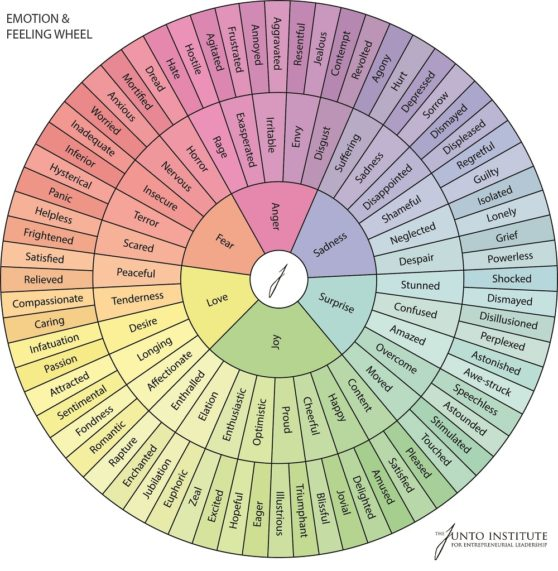 EMOTION &
FEELING WHEEL
Anger
Sadness
Surprise
Joy
Love
Fear
Rage
Exasperated
Irritable
Envy
Disgust
Suffering
Sadness
Disappointed
Shameful
Neglected
Despair
Stunned
Confused
Amazed
Overcome
Moved
Content
Happy
Cheerful
Proud
Optimistic
Enthusiastic
Elation
Enthralled
Affectionate
Longing
Desire
Tenderness
Peaceful
Scared
Terror
Insecure
Nervous
Horror
Hate
Hostile
Agitated
Frustrated
Annoyed
Aggravated
Resentful
Jealous
Contempt
Revolted
Agony
Hurt
Depressed
Sorrow
Dismayed
Displeased
Regretful
Guilty
Isolated
Lonely
Grief
Powerless
Shocked
Dismayed
Disillusioned
Perplexed
Astonished
Awe-struck
Speechless
Astounded
Stimulated
Touched
Pleased
Satisfied
Amused
Delighted
Jovial
Blissful
Triumphant
Illustrious
Eager
Hopeful
Excited
Zeal
Euphoric
Jubilation
Enchanted
Rapture
Romantic
Fondness
Sentimental
Attracted
Passion
Infatuation
Caring
Compassionate
Relieved
Satisfied
Frightened
Helpless
Panic
Hysterical
Inferior
Inadequate
Worried
Anxious
Mortified
Dread
THE JUNTO INSTITUTE
FOR ENTREPRENEURIAL LEADERSHIP